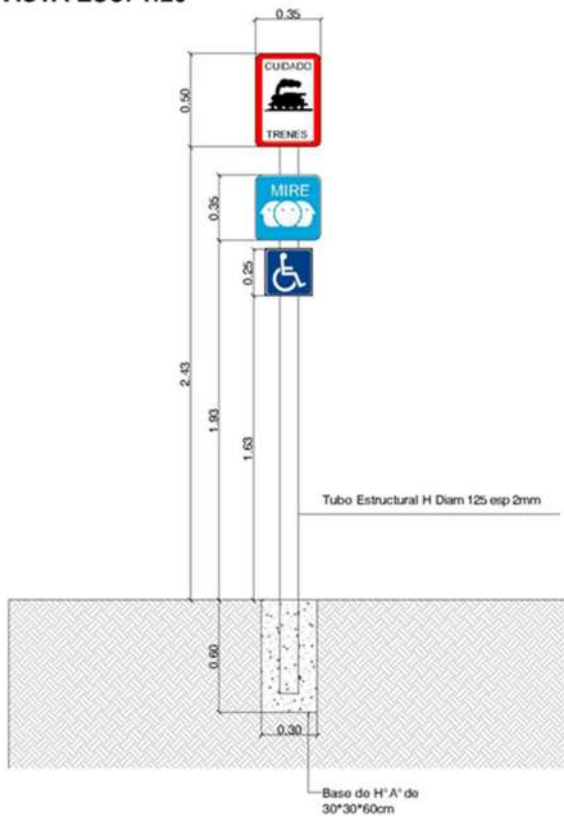 0.35
CUIDADO
TRENES
0.50
MIRE
0.35
0.25
2.43
1.93
1.63
Tubo Estructural H Diam 125 esp 2mm
0.60
0.30
Base de H°A° de
30*30*60cm